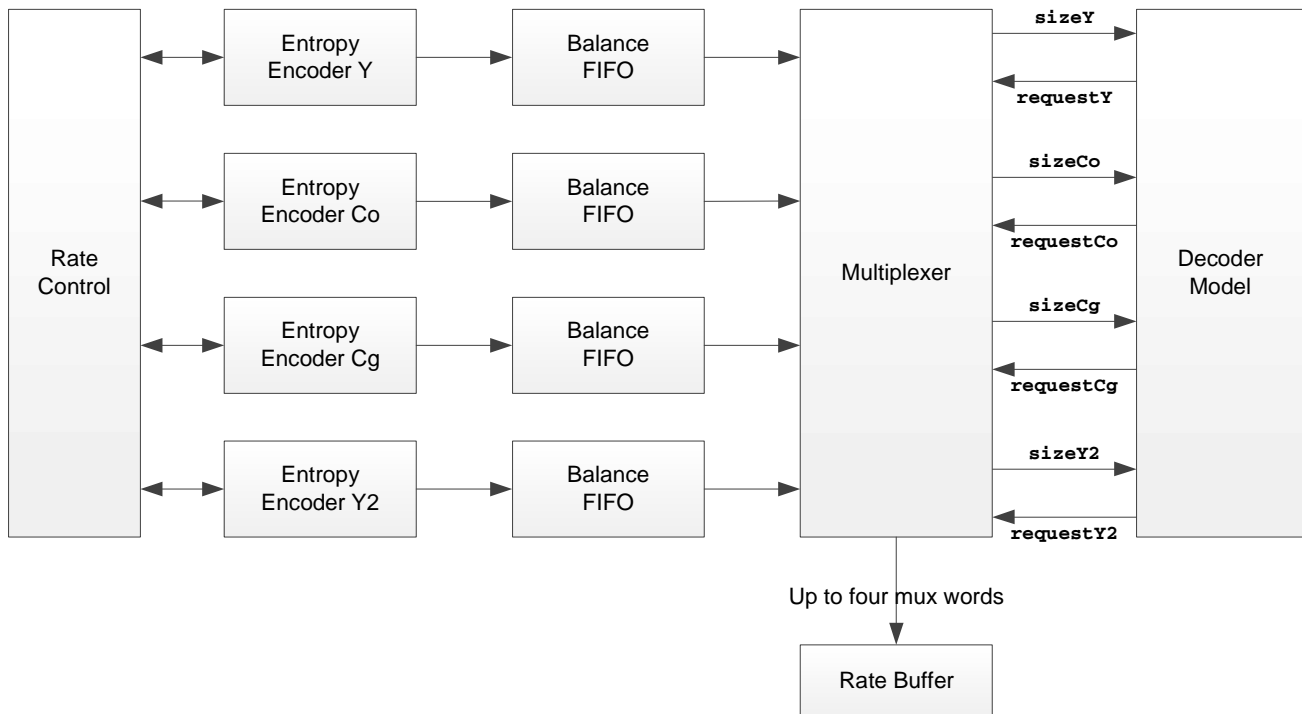 Rate
Control
Entropy
Encoder Y
Balance
FIFO
Entropy
Encoder Co
Balance
FIFO
Entropy
Encoder Cg
Balance
FIFO
Entropy
Encoder Y2
Balance
FIFO
Multiplexer
sizeY
requestY
sizeCo
requestCo
sizeCg
requestCg
sizeY2
requestY2
Decoder
Model
Up to four mux words
Rate Buffer